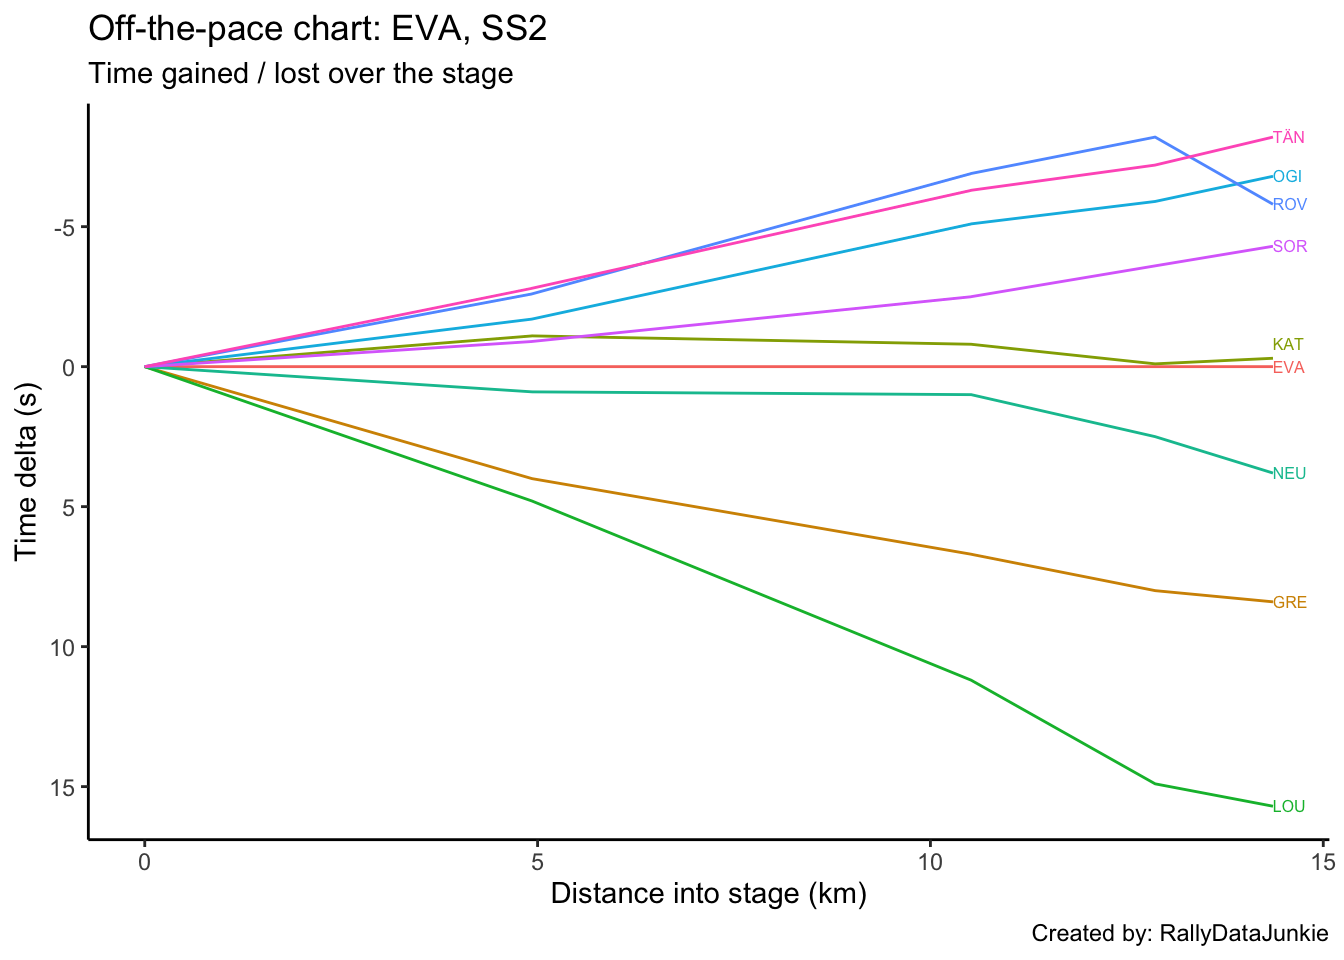 Off-the-pace chart: EVA, SS2
Time gained / lost over the stage
TÄN
OGI
ROV
-5
SOR
KAT
0
EVA
NEU
5
GRE
10
15
LOU
Time delta (s)
0 5 10 15
Distance into stage (km)
Created by: RallyDataJunkie